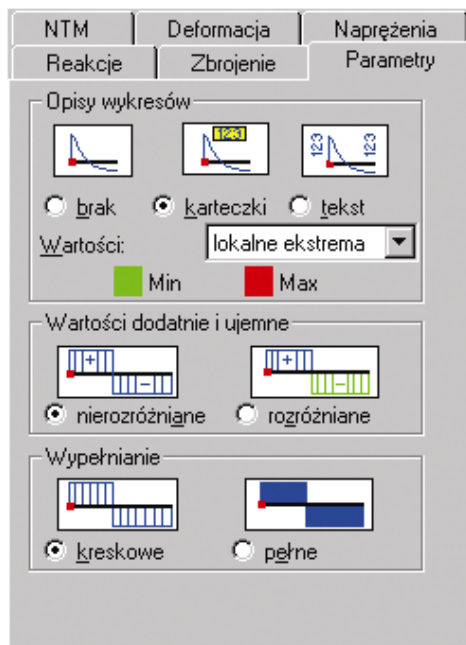 NTM Deformacja Naprężenia
Reakcje Zbrojenie Parametry
Opisy wykresów
123 123 123
brak karteczki tekst
Wartości: lokalne ekstrema
Min Max
Wartości dodatnie i ujemne
+ − + −
nierozróżniane rozróżniane
Wypełnianie
kreskowe pełne